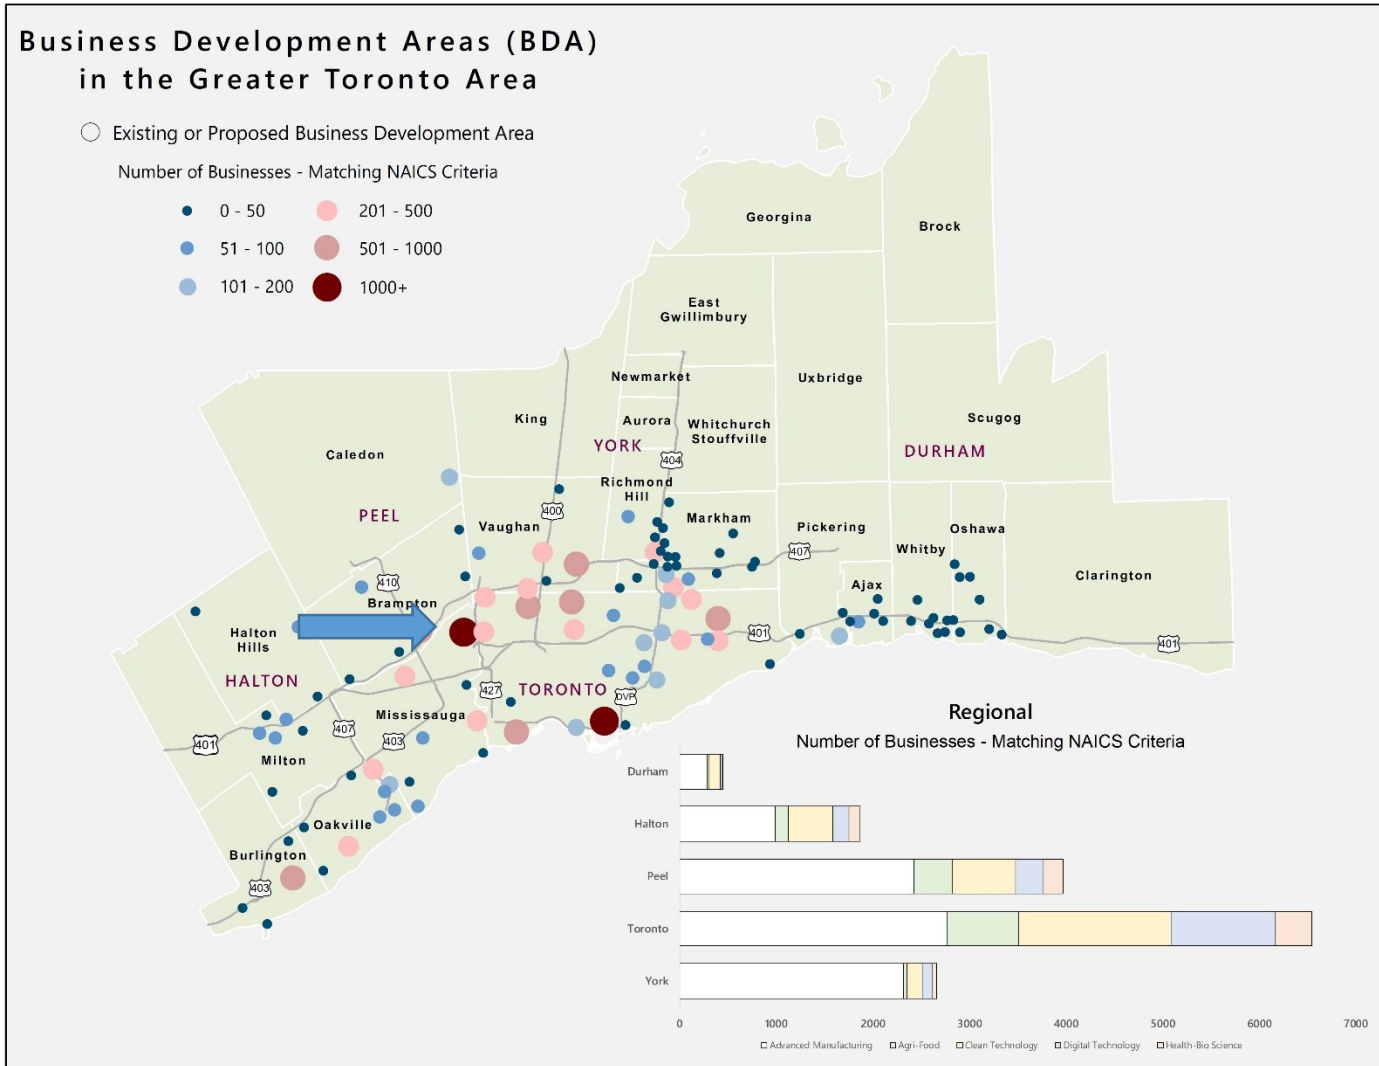 Business Development Areas (BDA)
in the Greater Toronto Area
Existing or Proposed Business Development Area
Number of Businesses - Matching NAICS Criteria
0 - 50
201 - 500
51 - 100
501 - 1000
101 - 200
1000+
Georgina
Brock
East
Gwillimbury
Newmarket
Uxbridge
King
Aurora
Whitchurch
Stouffville
Scugog
YORK
DURHAM
Caledon
404
Richmond
Hill
PEEL
400
Vaughan
Markham
Pickering
Oshawa
Whitby
407
Clarington
410
Ajax
Brampton
Halton
Hills
401
401
HALTON
TORONTO
427
DVP
Mississauga
407
403
401
Milton
Oakville
Burlington
403
Regional
Number of Businesses - Matching NAICS Criteria
Durham
Halton
Peel
Toronto
York
0 1000 2000 3000 4000 5000 6000 7000
Advanced Manufacturing Agri-Food Clean Technology Digital Technology Health-Bio Science